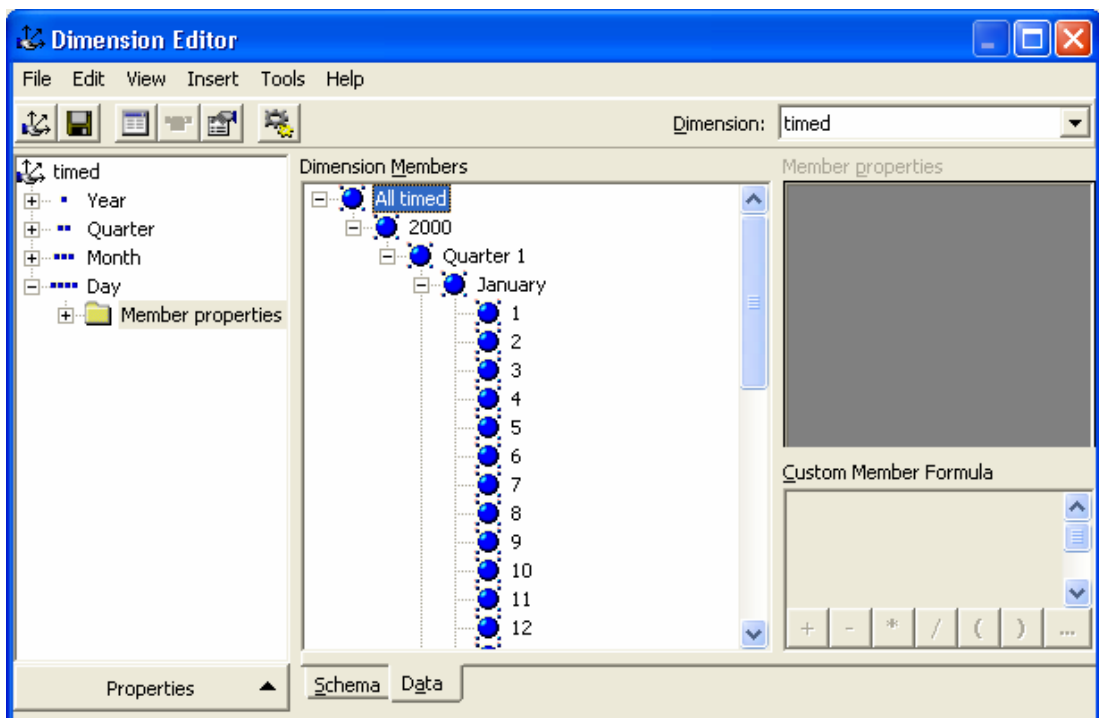 Dimension Editor
File Edit View Insert Tools Help
Dimension: timed
timed
Year
Quarter
Month
Day
Member properties
Dimension Members
All timed
2000
Quarter 1
January
1
2
3
4
5
6
7
8
9
10
11
12
Member properties
Custom Member Formula
+ - * / ( ) ...
Properties
Schema Data